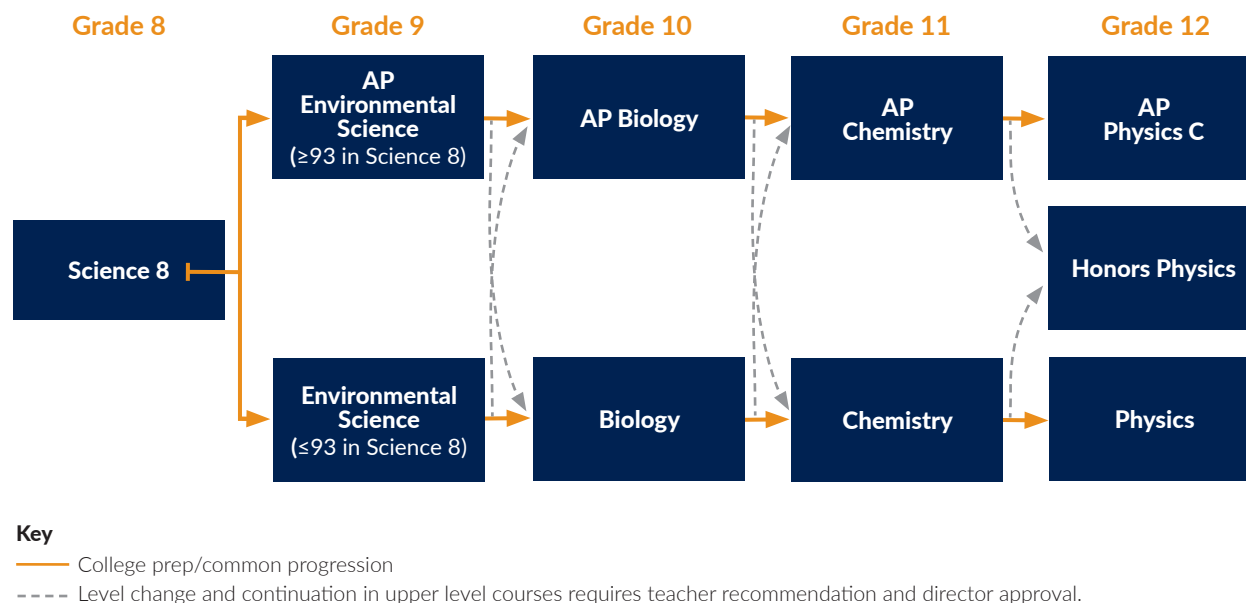 Grade 8
Grade 9
Grade 10
Grade 11
Grade 12
AP
Environmental
Science
(≥93 in Science 8)
AP Biology
AP
Chemistry
AP
Physics C
Science 8
Honors Physics
Environmental
Science
(≤93 in Science 8)
Biology
Chemistry
Physics
Key
College prep/common progression
Level change and continuation in upper level courses requires teacher recommendation and director approval.